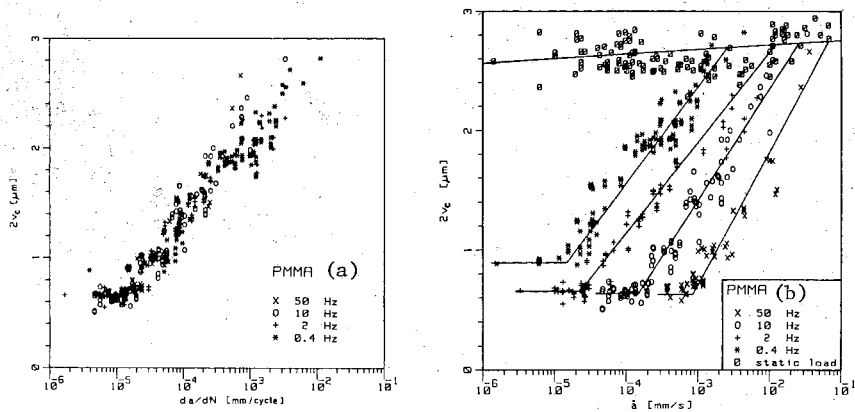 3
2
1
0
2vc [μm]
PMMA (a)
x 50 Hz
o 10 Hz
+ 2 Hz
* 0.4 Hz
10-6 10-5 10-4 10-3 10-2 10-1
da/dN [mm/cycle]
3
2
1
0
2vc [μm]
PMMA (b)
x 50 Hz
o 10 Hz
+ 2 Hz
* 0.4 Hz
0 static load
10-6 10-5 10-4 10-3 10-2 10-1
ȧ [mm/s]